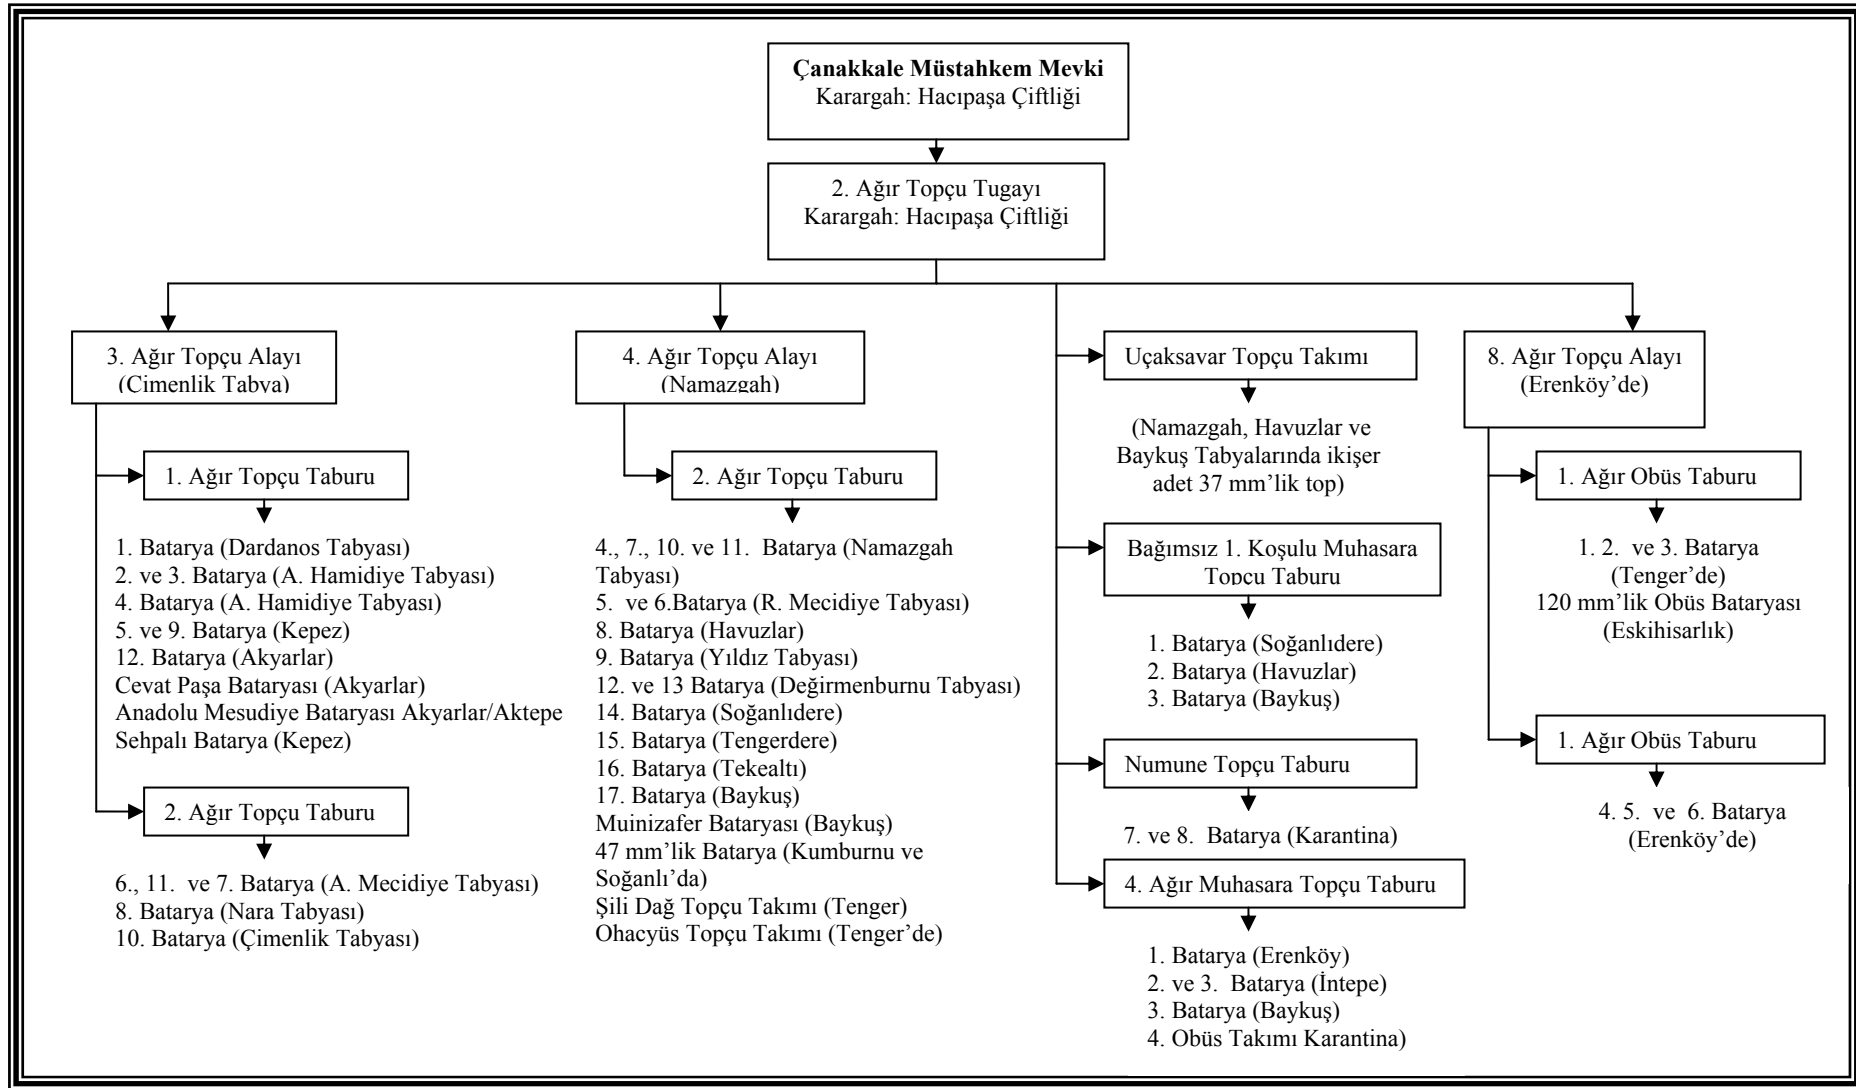 Çanakkale Müstahkem Mevki
Karargah: Hacıpaşa Çiftliği
2. Ağır Topçu Tugayı
Karargah: Hacıpaşa Çiftliği
3. Ağır Topçu Alayı
(Çimenlik Tabya)
1. Ağır Topçu Taburu
1. Batarya (Dardanos Tabyası)
2. ve 3. Batarya (A. Hamidiye Tabyası)
4. Batarya (A. Hamidiye Tabyası)
5. ve 9. Batarya (Kepez)
12. Batarya (Akyarlar)
Cevat Paşa Bataryası (Akyarlar)
Anadolu Mesudiye Bataryası Akyarlar/Aktepe
Sehpalı Batarya (Kepez)
2. Ağır Topçu Taburu
6., 11. ve 7. Batarya (A. Mecidiye Tabyası)
8. Batarya (Nara Tabyası)
10. Batarya (Çimenlik Tabyası)
4. Ağır Topçu Alayı
(Namazgah)
2. Ağır Topçu Taburu
4., 7., 10. ve 11.  Batarya (Namazgah
Tabyası)
5.  ve 6.Batarya (R. Mecidiye Tabyası)
8. Batarya (Havuzlar)
9. Batarya (Yıldız Tabyası)
12. ve 13 Batarya (Değirmenburnu Tabyası)
14. Batarya (Soğanlıdere)
15. Batarya (Tengerdere)
16. Batarya (Tekealtı)
17. Batarya (Baykuş)
Muinizafer Bataryası (Baykuş)
47 mm’lik Batarya (Kumburnu ve
Soğanlı’da)
Şili Dağ Topçu Takımı (Tenger)
Ohacyüs Topçu Takımı (Tenger’de)
Uçaksavar Topçu Takımı
(Namazgah, Havuzlar ve
Baykuş Tabyalarında ikişer
adet 37 mm’lik top)
Bağımsız 1. Koşulu Muhasara
Topçu Taburu
1. Batarya (Soğanlıdere)
2. Batarya (Havuzlar)
3. Batarya (Baykuş)
Numune Topçu Taburu
7. ve 8.  Batarya (Karantina)
4. Ağır Muhasara Topçu Taburu
1. Batarya (Erenköy)
2. ve 3.  Batarya (İntepe)
3. Batarya (Baykuş)
4. Obüs Takımı Karantina)
8. Ağır Topçu Alayı
(Erenköy’de)
1. Ağır Obüs Taburu
1. 2.  ve 3. Batarya
(Tenger’de)
120 mm’lik Obüs Bataryası
(Eskihisarlık)
1. Ağır Obüs Taburu
4. 5.  ve  6. Batarya
(Erenköy’de)